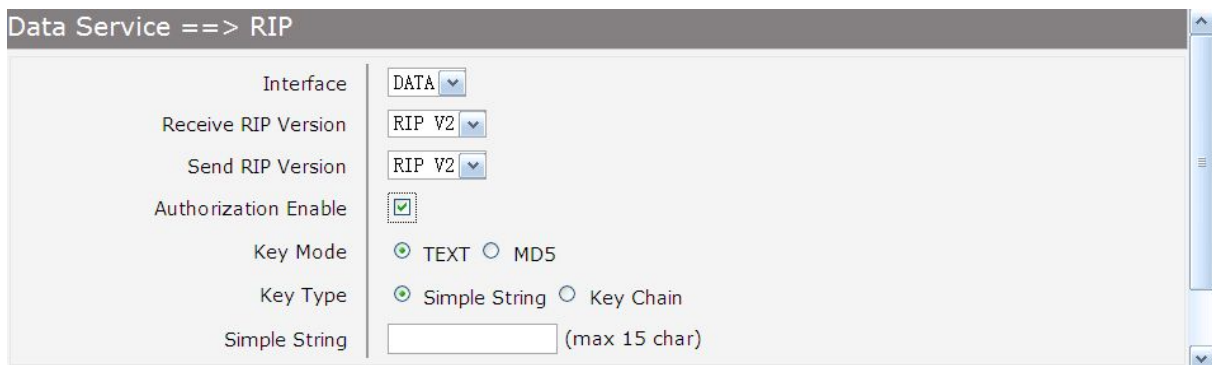 Data Service ==> RIP
Interface DATA
Receive RIP Version RIP V2
Send RIP Version RIP V2
Authorization Enable
Key Mode TEXT MD5
Key Type Simple String Key Chain
Simple String (max 15 char)